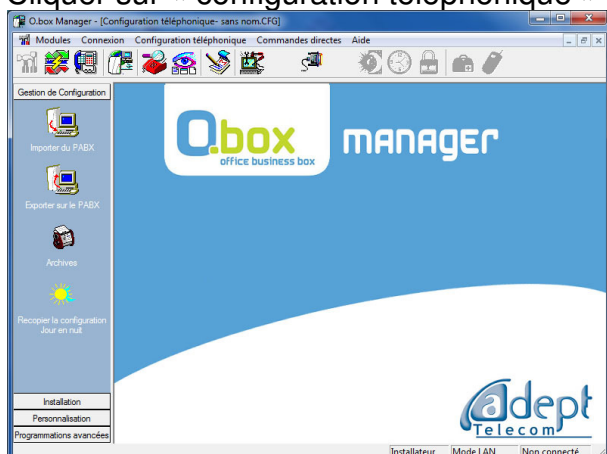 Cliquer sur « configuration téléphonique »
O.box Manager - [Configuration téléphonique- sans nom.CFG]
Modules Connexion Configuration téléphonique Commandes directes Aide
Gestion de Configuration
Importer du PABX
Exporter sur le PABX
Archives
Recopier la configuration
Jour en nuit
Installation
Personnalisation
Programmations avancées
O.box
office business box
manager
adept
Telecom
Installateur Mode LAN Non connecté